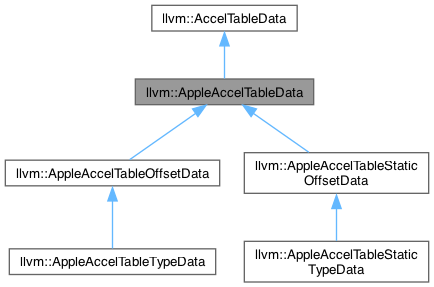 llvm::AccelTableData
llvm::AppleAccelTableData
llvm::AppleAccelTableOffsetData
llvm::AppleAccelTableStatic
OffsetData
llvm::AppleAccelTableTypeData
llvm::AppleAccelTableStatic
TypeData